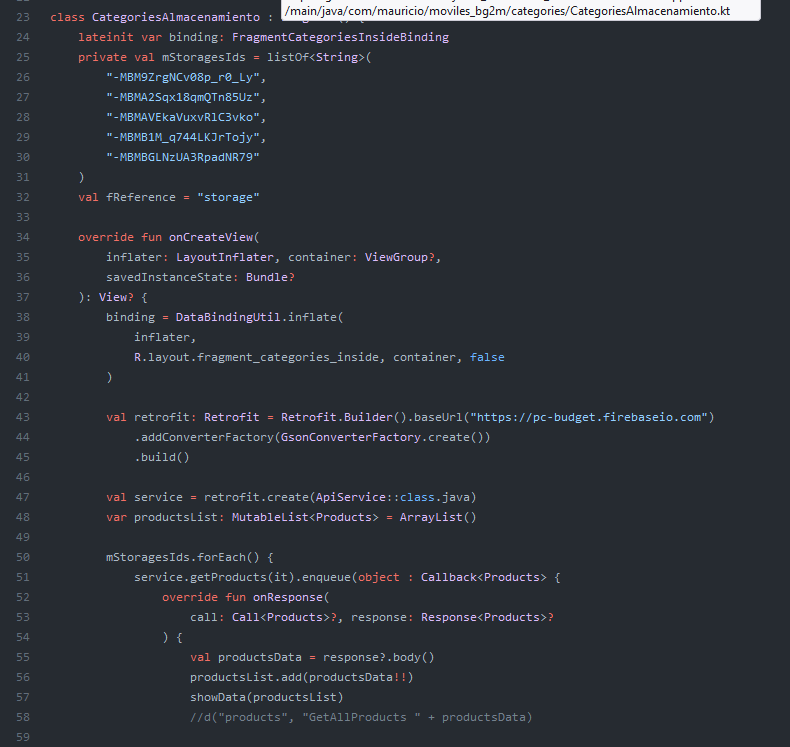 /main/java/com/mauricio/moviles_bg2m/categories/CategoriesAlmacenamiento.kt
23 class CategoriesAlmacenamiento :
24 lateinit var binding: FragmentCategoriesInsideBinding
25 private val mStoragesIds = listOf<String>(
26 "-MBM9ZrgNCv08p_r0_Ly",
27 "-MBMA2Sqx18qmQTn85Uz",
28 "-MBMAVEkaVuxvRlC3vko",
29 "-MBMB1M_q744LKJrTojy",
30 "-MBMBGLNzUA3RpadNR79"
31 )
32 val fReference = "storage"
33
34 override fun onCreateView(
35 inflater: LayoutInflater, container: ViewGroup?,
36 savedInstanceState: Bundle?
37 ): View? {
38 binding = DataBindingUtil.inflate(
39 inflater,
40 R.layout.fragment_categories_inside, container, false
41 )
42
43 val retrofit: Retrofit = Retrofit.Builder().baseUrl("https://pc-budget.firebaseio.com")
44 .addConverterFactory(GsonConverterFactory.create())
45 .build()
46
47 val service = retrofit.create(ApiService::class.java)
48 var productsList: MutableList<Products> = ArrayList()
49
50 mStoragesIds.forEach() {
51 service.getProducts(it).enqueue(object : Callback<Products> {
52 override fun onResponse(
53 call: Call<Products>?, response: Response<Products>?
54 ) {
55 val productsData = response?.body()
56 productsList.add(productsData!!)
57 showData(productsList)
58 //d("products", "GetAllProducts " + productsData)
59